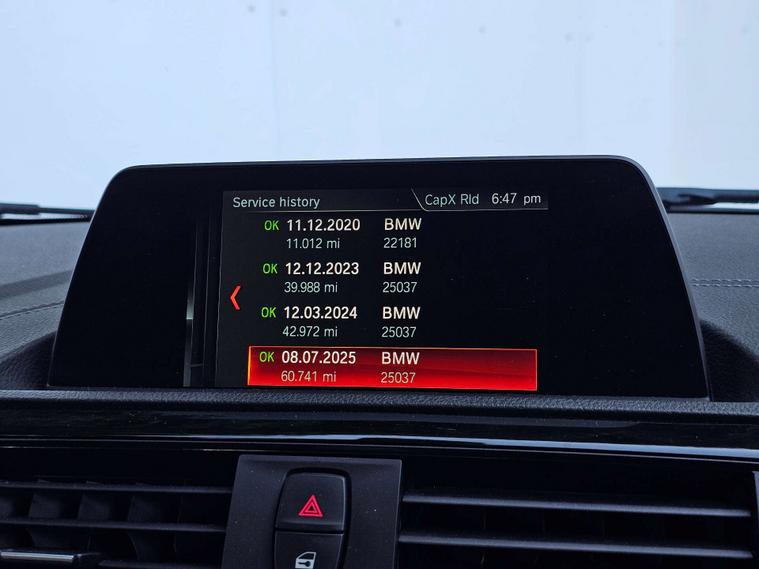 Service history CapX Rld 6:47 pm
OK 11.12.2020 BMW
11.012 mi 22181
OK 12.12.2023 BMW
39.988 mi 25037
OK 12.03.2024 BMW
42.972 mi 25037
OK 08.07.2025 BMW
60.741 mi 25037